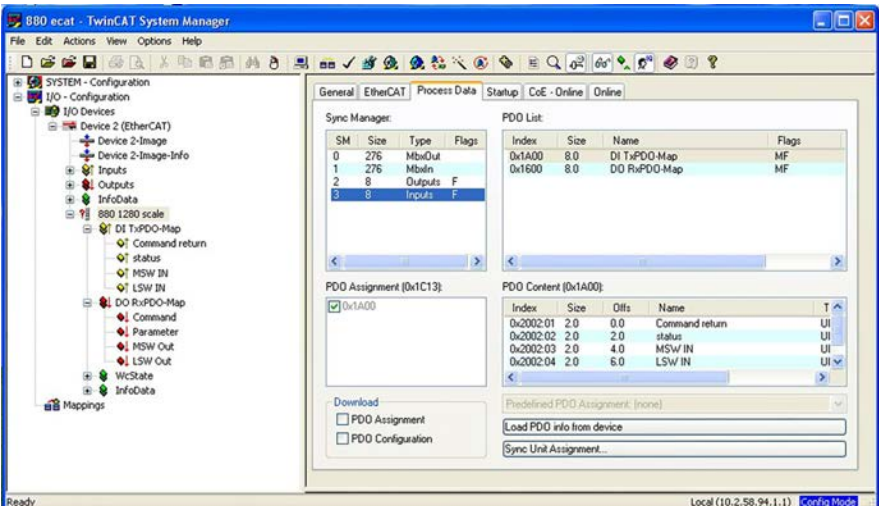 880 ecat - TwinCAT System Manager
File Edit Actions View Options Help
SYSTEM - Configuration
I/O - Configuration
I/O Devices
Device 2 (EtherCAT)
Device 2-Image
Device 2-Image-Info
Inputs
Outputs
InfoData
880 1280 scale
DI TxPDO-Map
Command return
status
MSW IN
LSW IN
DO RxPDO-Map
Command
Parameter
MSW Out
LSW Out
WcState
InfoData
Mappings
General EtherCAT Process Data Startup CoE - Online Online
Sync Manager:
SM Size Type Flags
0 276 MbxOut
1 276 MbxIn
2 8 Outputs F
3 8 Inputs F
PDO List:
Index Size Name Flags
0x1A00 8.0 DI TxPDO-Map MF
0x1600 8.0 DO RxPDO-Map MF
PDO Assignment (0x1C13):
0x1A00
PDO Content (0x1A00):
Index Size Offs Name T
0x2002:01 2.0 0.0 Command return UI
0x2002:02 2.0 2.0 status UI
0x2002:03 2.0 4.0 MSW IN UI
0x2002:04 2.0 6.0 LSW IN UI
Download
PDO Assignment
PDO Configuration
Predefined PDO Assignment: (none)
Load PDO info from device
Sync Unit Assignment...
Ready
Local (10.2.58.94.1.1) Config Mode